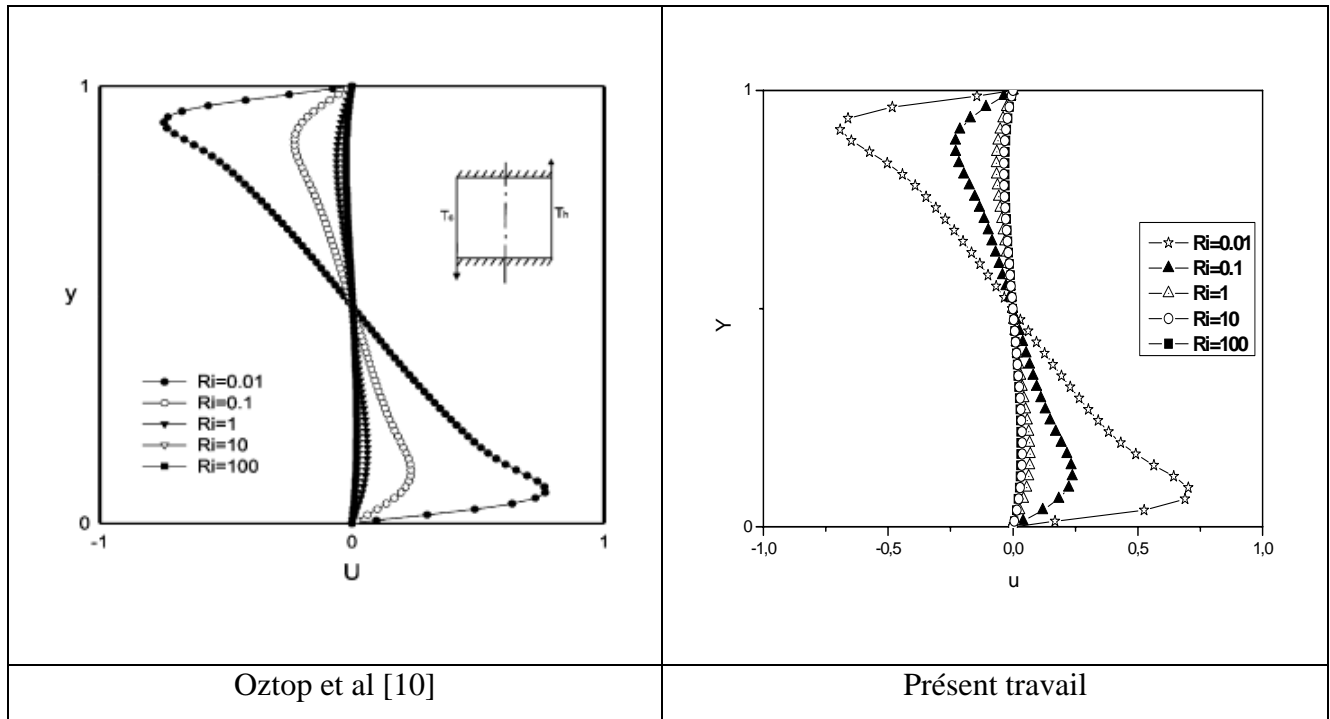 1
y
0
-1
0
1
U
Tc
Th
Ri=0.01
Ri=0.1
Ri=1
Ri=10
Ri=100
1
Y
0
-1,0
-0,5
0,0
0,5
1,0
u
Ri=0.01
Ri=0.1
Ri=1
Ri=10
Ri=100
Oztop et al [10]
Présent travail